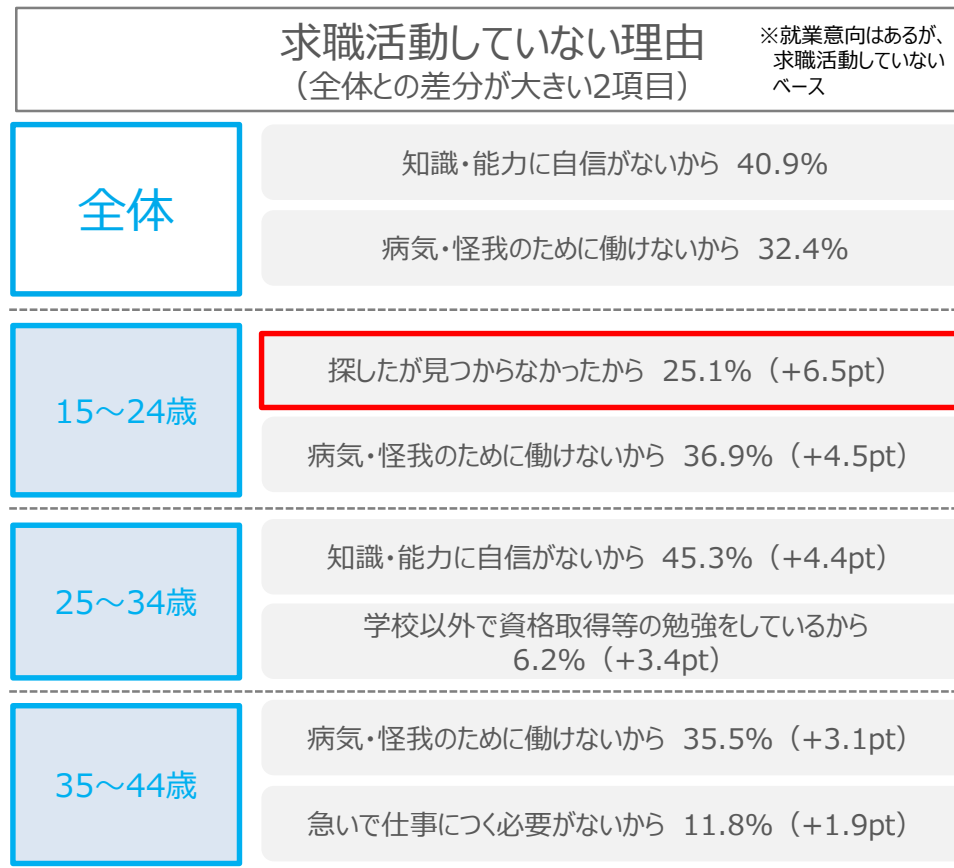 求職活動していない理由
（全体との差分が大きい2項目）
※就業意向はあるが、
求職活動していない
ベース
全体
知識・能力に自信がないから 40.9%
病気・怪我のために働けないから 32.4%
15～24歳
探したが見つからなかったから 25.1%（+6.5pt）
病気・怪我のために働けないから 36.9%（+4.5pt）
25～34歳
知識・能力に自信がないから 45.3%（+4.4pt）
学校以外で資格取得等の勉強をしているから
6.2%（+3.4pt）
35～44歳
病気・怪我のために働けないから 35.5%（+3.1pt）
急いで仕事につく必要がないから 11.8%（+1.9pt）